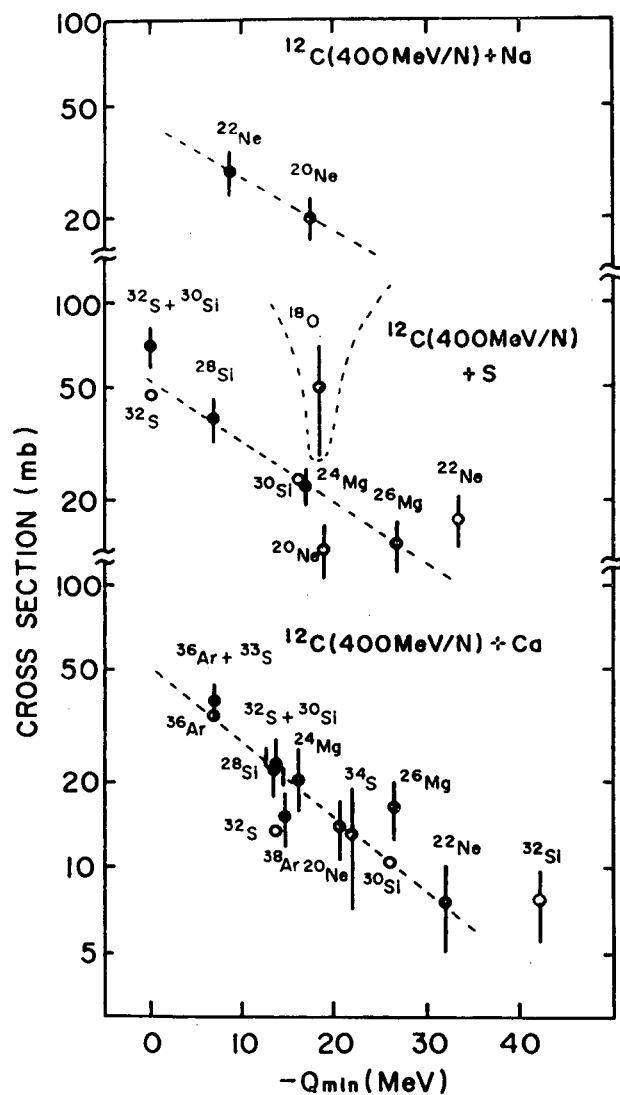 100
¹²C(400MeV/N)+Na
50
²²Ne
²⁰Ne
20
³²S+³⁰Si
100
¹⁸O
¹²C(400MeV/N)
+S
²⁸Si
50
³²S
³⁰Si
²⁴Mg
²²Ne
²⁶Mg
20
²⁰Ne
100
¹²C(400MeV/N)+Ca
³⁶Ar+³³S
50
³⁶Ar
³²S+³⁰Si
²⁴Mg
²⁸Si
³⁴S
²⁶Mg
20
³²S
³⁸Ar
²⁰Ne
³⁰Si
²²Ne
³²Si
10
5
CROSS SECTION (mb)
0
10
20
30
40
-Qmin(MeV)